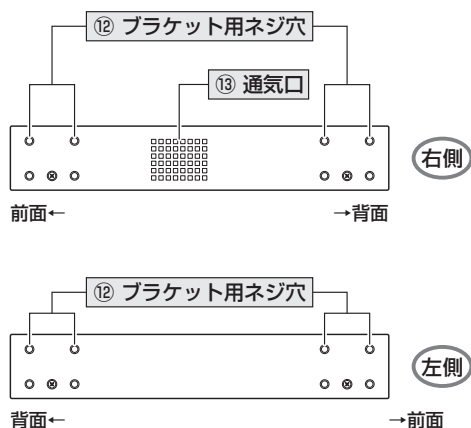 ⑫ ブラケット用ネジ穴
⑬ 通気口
右側
前面←
→背面
⑫ ブラケット用ネジ穴
左側
背面←
→前面